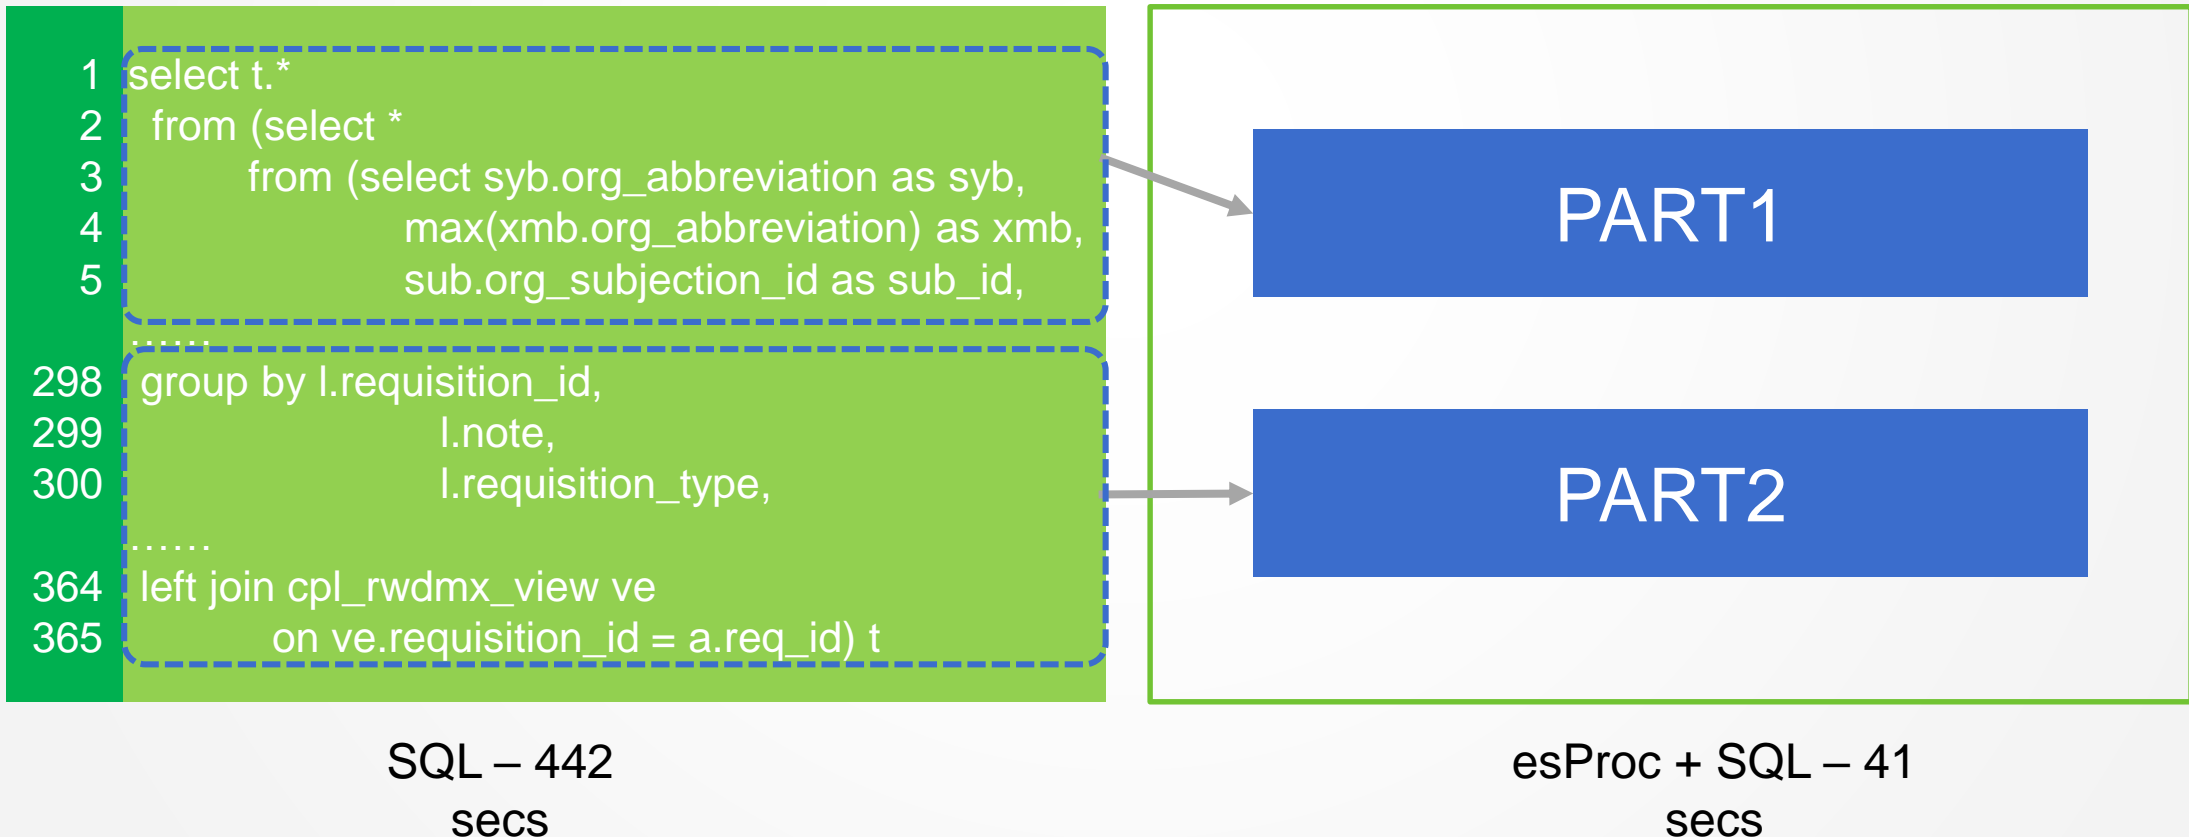 1 select t.*
2 from (select *
3 from (select syb.org_abbreviation as syb,
4 max(xmb.org_abbreviation) as xmb,
5 sub.org_subjection_id as sub_id,
……
298 group by l.requisition_id,
299 l.note,
300 l.requisition_type,
……
364 left join cpl_rwdmx_view ve
365 on ve.requisition_id = a.req_id) t
PART1
PART2
SQL – 442
secs
esProc + SQL – 41
secs